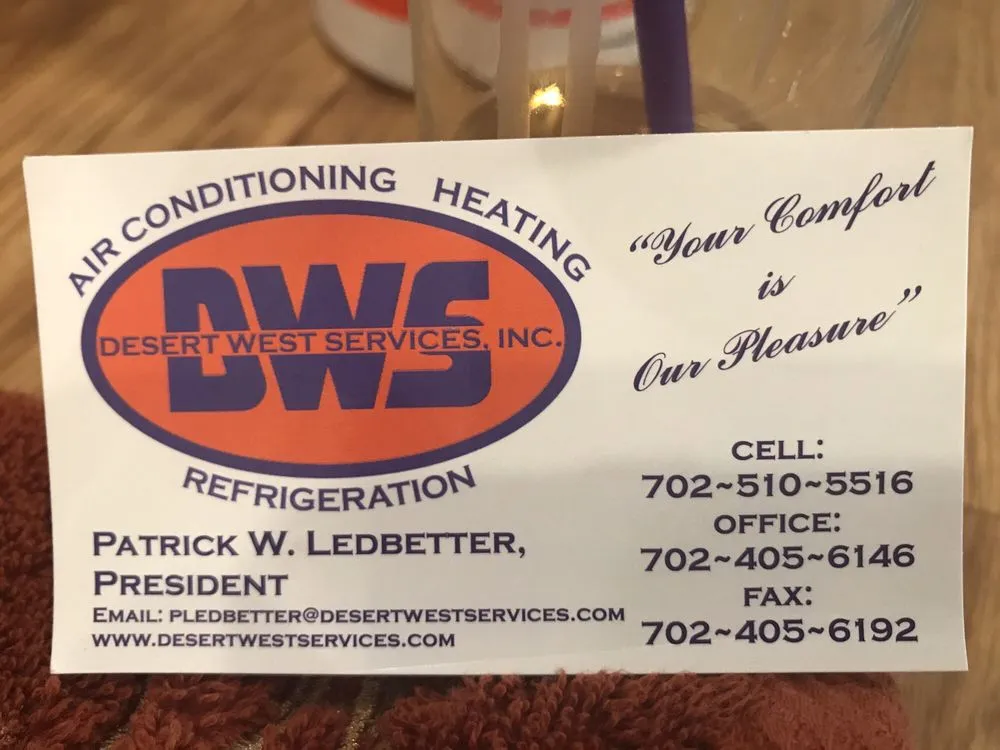 AIR CONDITIONING HEATING
DWS
DESERT WEST SERVICES, INC.
REFRIGERATION
PATRICK W. LEDBETTER,
PRESIDENT
EMAIL: PLEDBETTER@DESERTWESTSERVICES.COM
WWW.DESERTWESTSERVICES.COM
“Your Comfort
is
Our Pleasure”
CELL:
702~510~5516
OFFICE:
702~405~6146
FAX:
702~405~6192